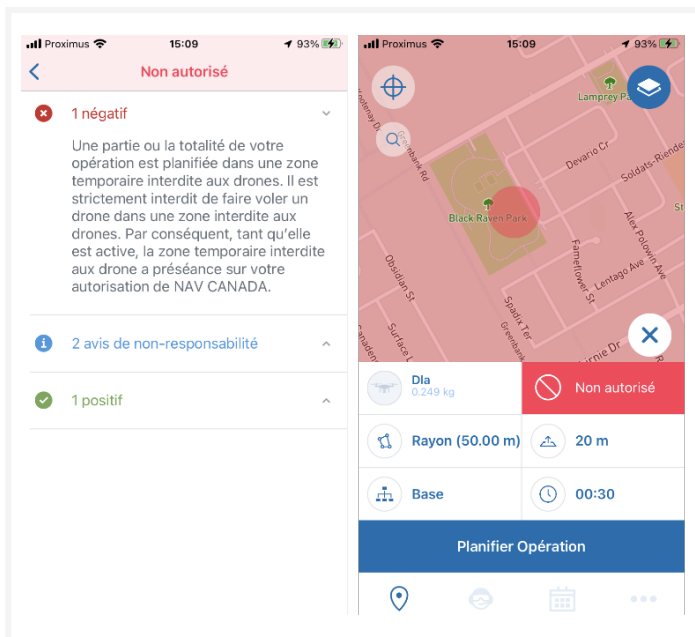 Proximus
15:09
93%
Non autorisé
1 négatif
Une partie ou la totalité de votre
opération est planifiée dans une zone
temporaire interdite aux drones. Il est
strictement interdit de faire voler un
drone dans une zone interdite aux
drones. Par conséquent, tant qu'elle
est active, la zone temporaire interdite
aux drone a préséance sur votre
autorisation de NAV CANADA.
2 avis de non-responsabilité
1 positif
Proximus
15:09
93%
Lamprey
Greenbank Rd
Devario Cr
Soldats-Riende
Black Raven Park
St
Alex Polowin Ave
Fameflower St
Lentago Ave
Obsidian St
Spadix Ter
Greenbank
Surface L
Dla
0.249 kg
Non autorisé
Rayon (50.00 m)
20 m
Base
00:30
Planifier Opération